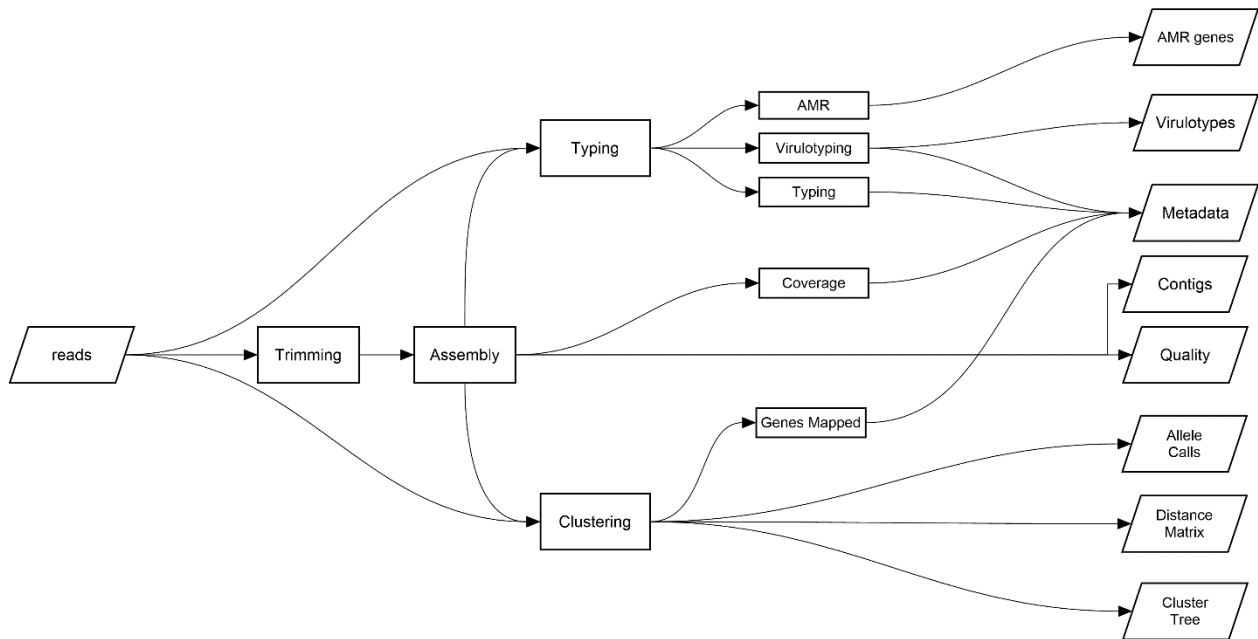 AMR genes
AMR
Virulotypes
Typing
Virulotyping
Typing
Metadata
Coverage
Contigs
reads
Trimming
Assembly
Quality
Genes Mapped
Allele
Calls
Clustering
Distance
Matrix
Cluster
Tree